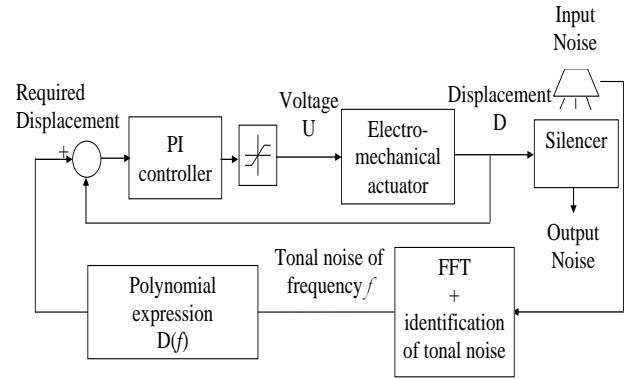 Input
Noise
Required
Displacement
+
PI
controller
Voltage
U
Electro-
mechanical
actuator
Displacement
D
Silencer
Output
Noise
Polynomial
expression
D(f)
Tonal noise of
frequency f
FFT
+
identification
of tonal noise